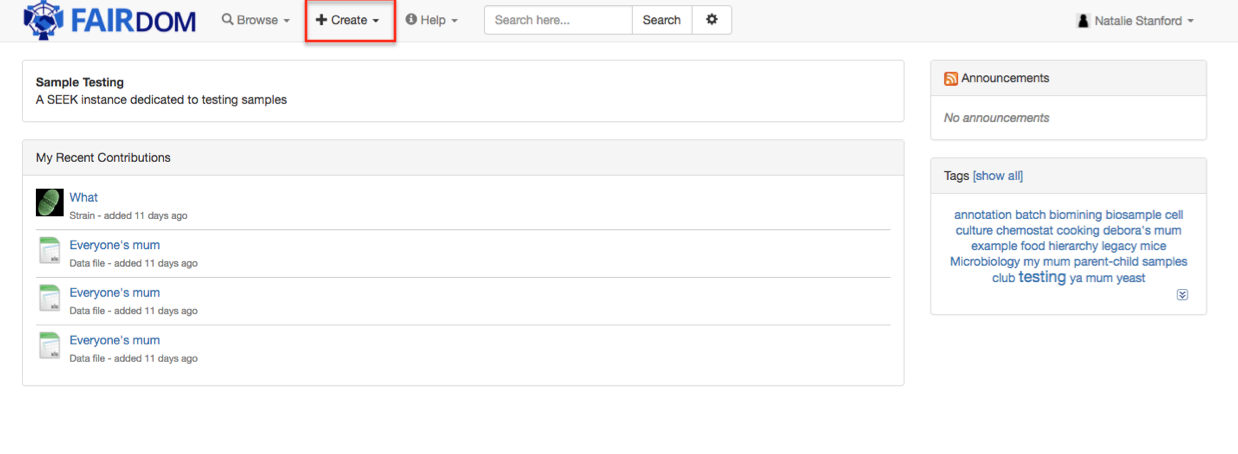 FAIRDOM Browse Create Help Search here... Search Natalie Stanford
Sample Testing
A SEEK instance dedicated to testing samples
My Recent Contributions
What
Strain - added 11 days ago
Everyone's mum
Data file - added 11 days ago
Everyone's mum
Data file - added 11 days ago
Everyone's mum
Data file - added 11 days ago
Announcements
No announcements
Tags [show all]
annotation batch biomining biosample cell
culture chemostat cooking debora's mum
example food hierarchy legacy mice
Microbiology my mum parent-child samples
club testing ya mum yeast